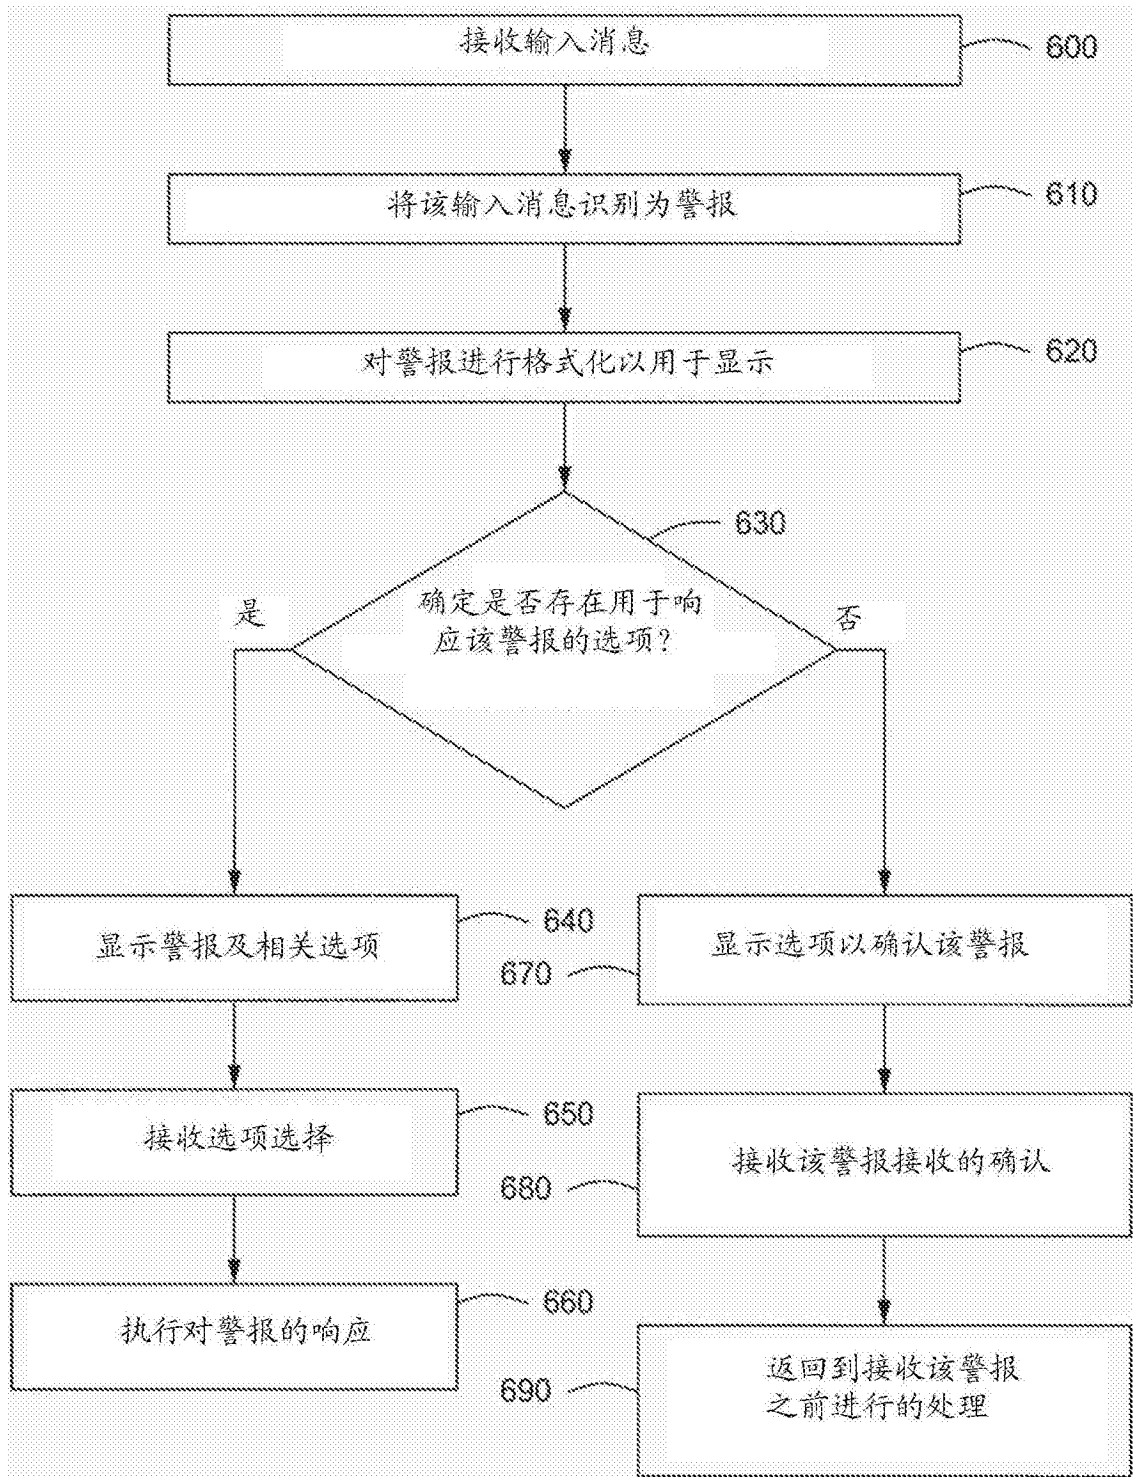 接收输入消息
600
将该输入消息识别为警报
610
对警报进行格式化以用于显示
620
630
确定是否存在用于响
应该警报的选项?
是
否
显示警报及相关选项
640
接收选项选择
650
执行对警报的响应
660
显示选项以确认该警报
670
接收该警报接收的确认
680
返回到接收该警报
之前进行的处理
690